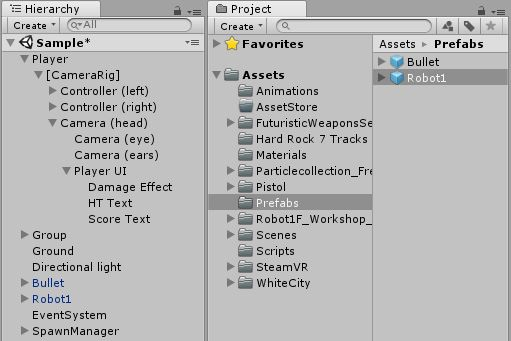 Hierarchy
Create
All
Sample*
Player
[CameraRig]
Controller (left)
Controller (right)
Camera (head)
Camera (eye)
Camera (ears)
Player UI
Damage Effect
HT Text
Score Text
Group
Ground
Directional light
Bullet
Robot1
EventSystem
SpawnManager
Project
Create
Favorites
Assets
Animations
AssetStore
FuturisticWeaponsSe
Hard Rock 7 Tracks
Materials
Particlecollection_Fre
Pistol
Prefabs
Robot1F_Workshop_
Scenes
Scripts
SteamVR
WhiteCity
Assets ▸ Prefabs
Bullet
Robot1